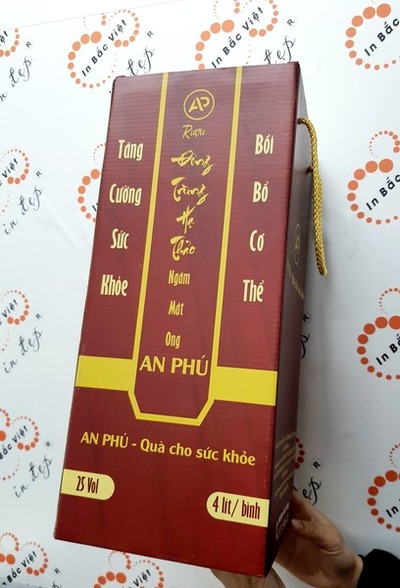 AP
Rượu
Đông
Trùng
Hạ
Thảo
Ngâm
Mật
Ong
AN PHÚ
Tăng
Cường
Sức
Khỏe
Bồi
Bổ
Cơ
Thể
AN PHÚ - Quà cho sức khỏe
25 Vol
4 lít / bình
In Bắc Việt
in đẹp
R